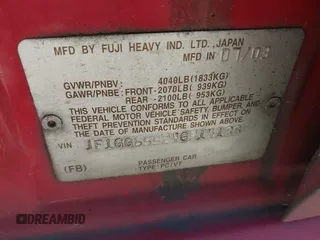 MFD BY FUJI HEAVY IND. LTD., JAPAN
MFD IN 07/03
GVWR/PNBV: 4040LB(1833KG)
GAWR/PNBE: FRONT-2070LB( 939KG)
REAR -2100LB( 953KG)
THIS VEHICLE CONFORMS TO ALL APPLICABLE
FEDERAL MOTOR VEHICLE SAFETY, BUMPER, AND
THEFT PREVENTION STANDARDS IN EFFECT ON
THE DATE OF MANUFACTURE SHOWN ABOVE.
VIN
(FB) PASSENGER CAR
TYPE-PC/VT
DREAMBID